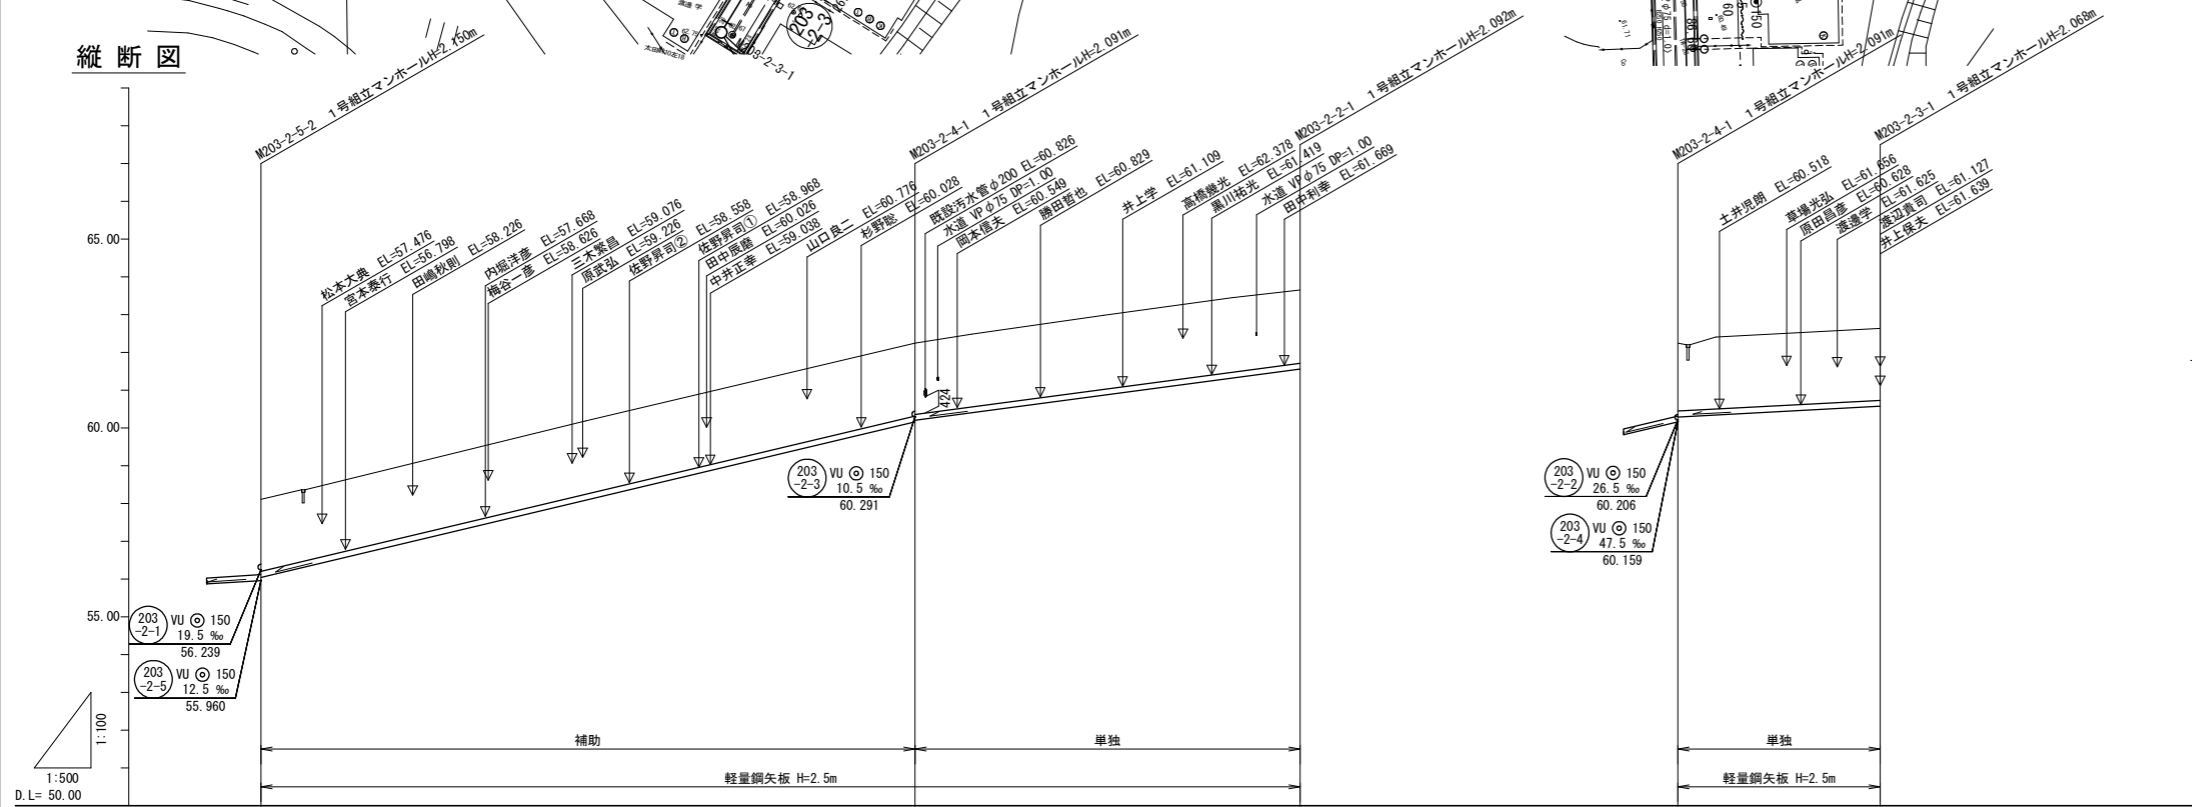 縦断図
M203-2-5-2 1号組立マンホールH=2.150m
M203-2-4-1 1号組立マンホールH=2.091m
M203-2-2-1 1号組立マンホールH=2.092m
M203-2-4-1 1号組立マンホールH=2.091m
M203-2-3-1 1号組立マンホールH=2.068m
203
-2-3
松本大典 EL=57.476
宮本泰行 EL=56.798
田嶋秋則 EL=58.226
内堀洋彦 EL=57.668
梅谷一彦 EL=58.626
三木繁昌 EL=59.076
原武弘 EL=59.226
佐野昇司② EL=58.558
佐野昇司① EL=58.968
田中辰磨 EL=60.026
中井正幸 EL=59.038
山口良二 EL=60.776
杉野聡 EL=60.028
既設汚水管φ200 EL=60.826
水道 VPφ75 DP=1.00
岡本信夫 EL=60.549
勝田哲也 EL=60.829
井上学 EL=61.109
高橋幾光 EL=62.378
黒川祐光 EL=61.419
水道 VPφ75 DP=1.00
田中利幸 EL=61.669
土井児朗 EL=60.518
草場光弘 EL=61.656
原田昌彦 EL=60.628
渡邊学 EL=61.625
渡辺貴司 EL=61.127
井上保夫 EL=61.639
65.00
60.00
55.00
424
203
-2-3
VU ◎ 150
10.5 ‰
60.291
203
-2-2
VU ◎ 150
26.5 ‰
60.206
203
-2-4
VU ◎ 150
47.5 ‰
60.159
203
-2-1
VU ◎ 150
19.5 ‰
56.239
203
-2-5
VU ◎ 150
12.5 ‰
55.960
1:100
1:500
D.L= 50.00
補助
単独
単独
軽量鋼矢板 H=2.5m
軽量鋼矢板 H=2.5m